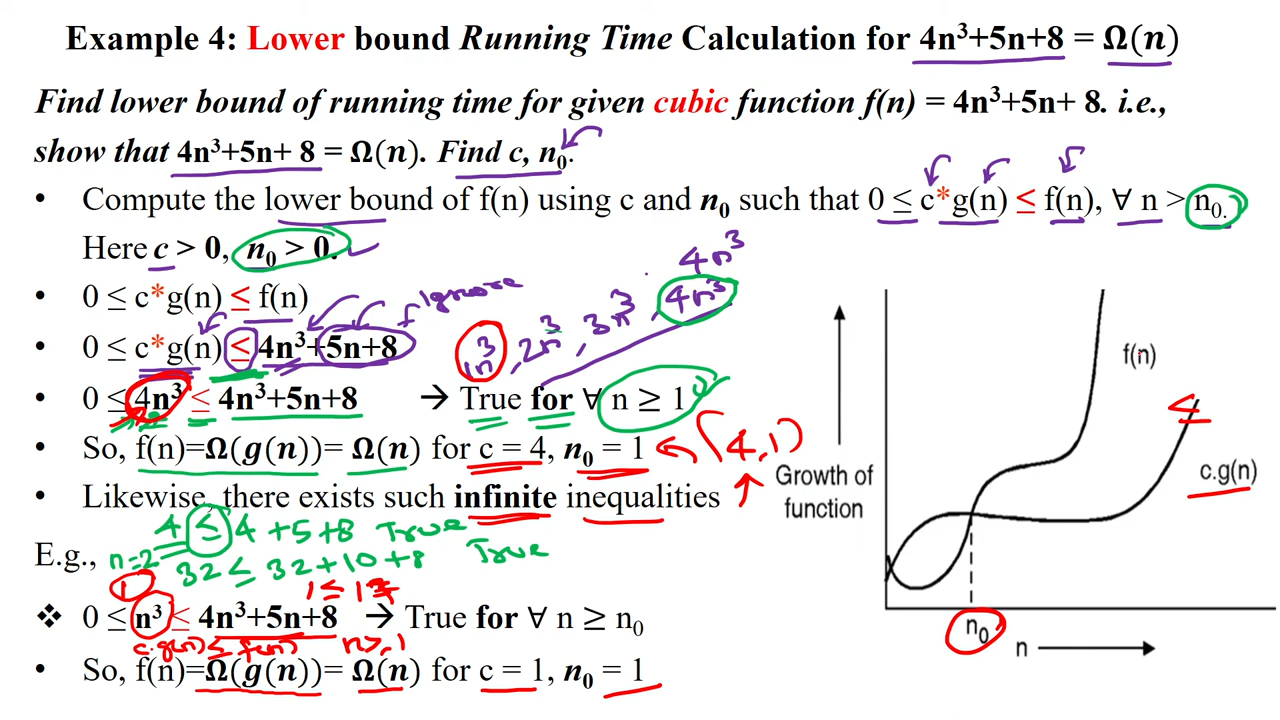 Example 4: Lower bound Running Time Calculation for 4n³+5n+8 = Ω(n)
Find lower bound of running time for given cubic function f(n) = 4n³+5n+ 8. i.e.,
show that 4n³+5n+ 8 = Ω(n). Find c, n₀.
• Compute the lower bound of f(n) using c and n₀ such that 0 ≤ c*g(n) ≤ f(n), ∀ n > n₀.
Here c > 0, n₀ > 0.
4n³
• 0 ≤ c*g(n) ≤ f(n)
Ignore
1n³, 2n³, 3n³, 4n³
• 0 ≤ c*g(n) ≤ 4n³+5n+8
0 ≤ 4n³ ≤ 4n³+5n+8 → True for ∀ n ≥ 1
• So, f(n)=Ω(g(n))= Ω(n) for c = 4, n₀ = 1
(4,1)
• Likewise, there exists such infinite inequalities
4 ≤ 4 +5+8 True
E.g.,
n=2
32 ≤ 32+10+8 True
1
1 ≤ 17
❖ 0 ≤ n³ ≤ 4n³+5n+8 → True for ∀ n ≥ n₀
c.g(n) ≤ f(n) n ≥ 1
• So, f(n)=Ω(g(n))= Ω(n) for c = 1, n₀ = 1
f(n)
c.g(n)
Growth of
function
n₀
n